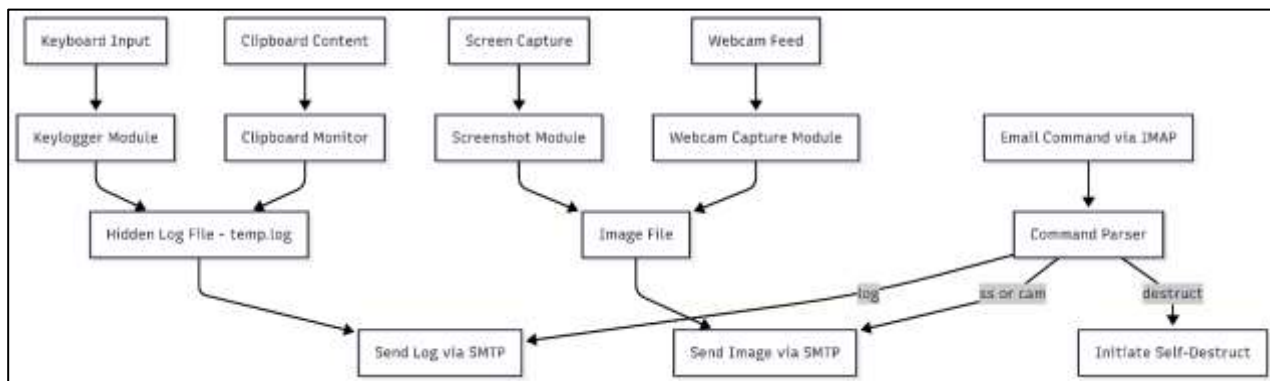 Keyboard Input
Clipboard Content
Screen Capture
Webcam Feed
Keylogger Module
Clipboard Monitor
Screenshot Module
Webcam Capture Module
Email Command via IMAP
Hidden Log File - temp.log
Image File
Command Parser
log
ss or cam
destruct
Send Log via SMTP
Send Image via SMTP
Initiate Self-Destruct